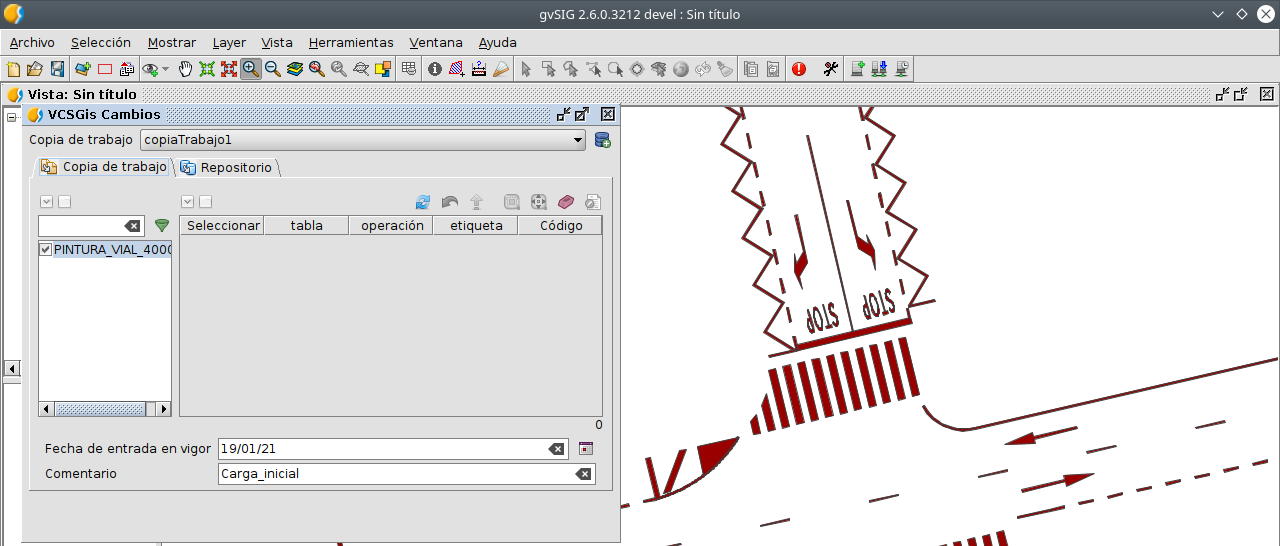 gvSIG 2.6.0.3212 devel : Sin título
Archivo Selección Mostrar Layer Vista Herramientas Ventana Ayuda
Vista: Sin título
VCSGis Cambios
Copia de trabajo copiaTrabajo1
Copia de trabajo Repositorio
Seleccionar tabla operación etiqueta Código
PINTURA_VIAL_4000
0
Fecha de entrada en vigor 19/01/21
Comentario Carga_inicial
STOP STOP